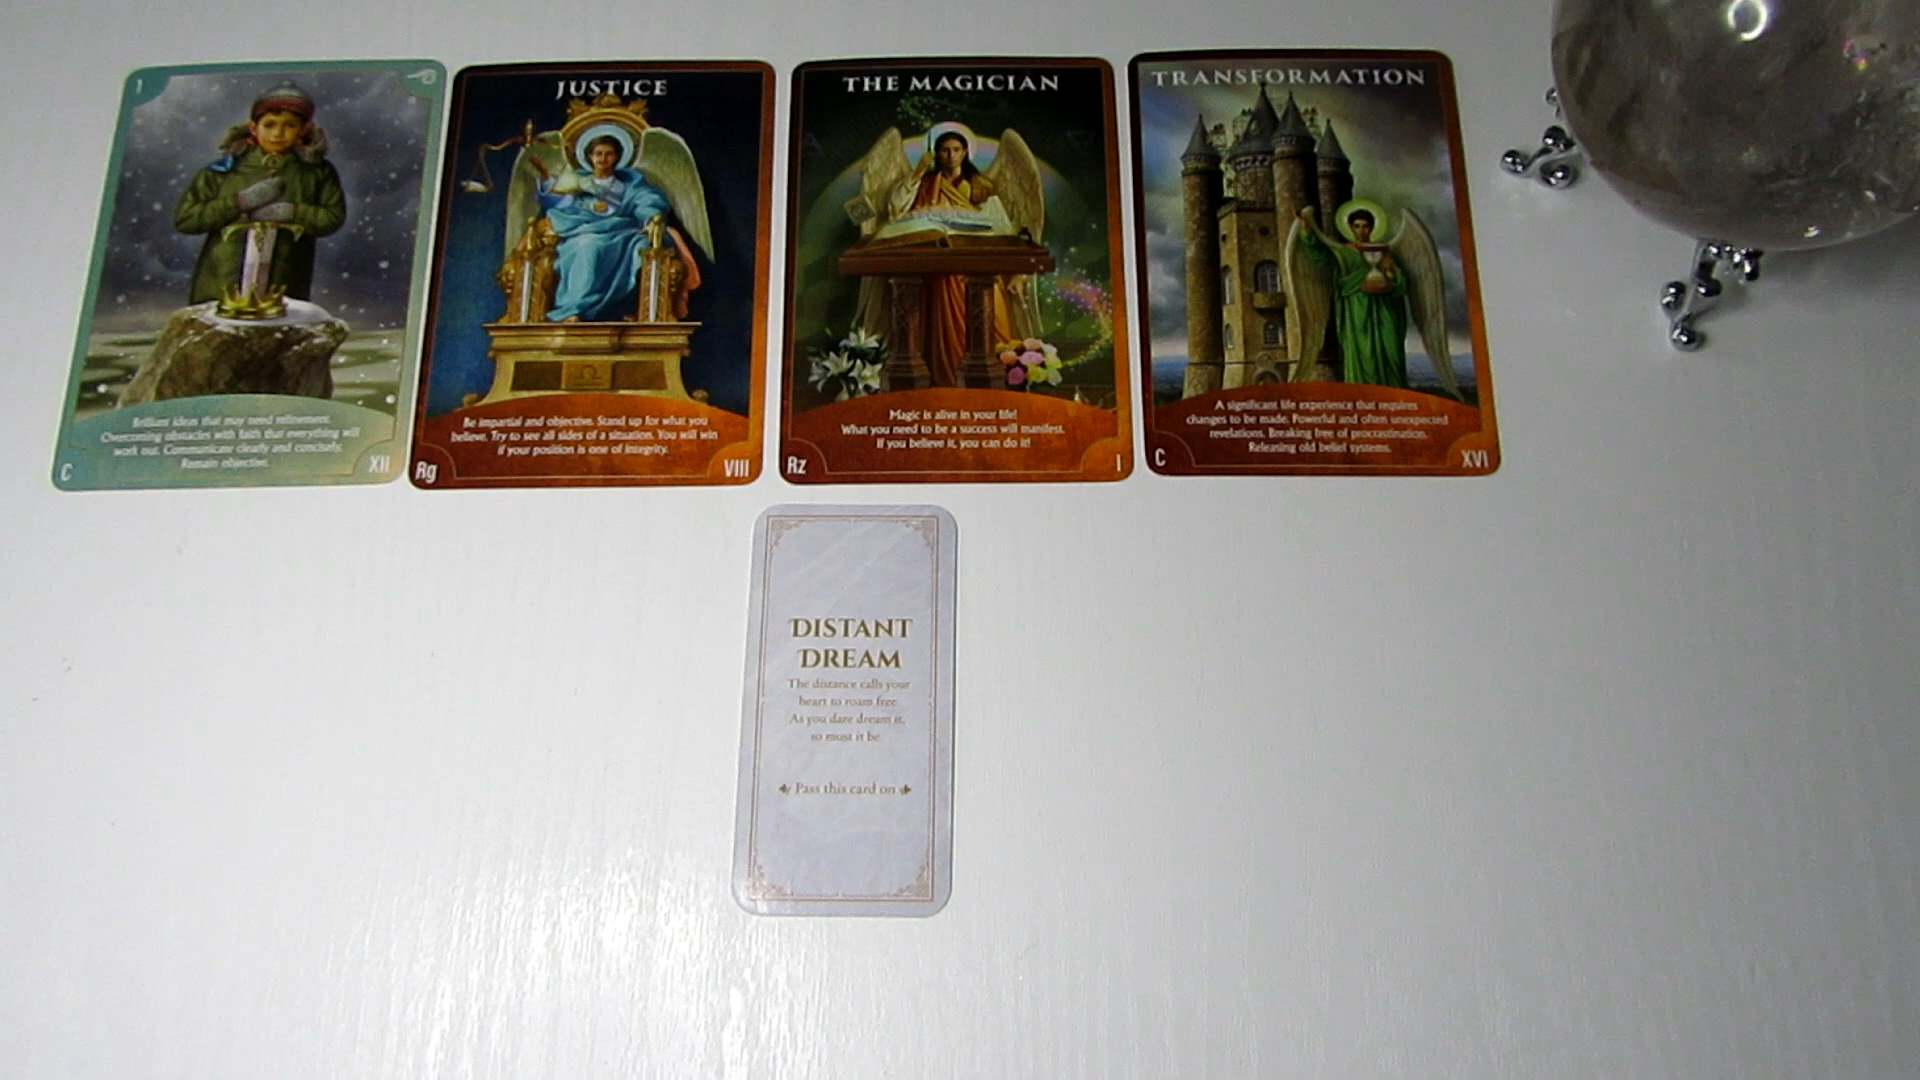 1
Brilliant ideas that may need refinement.
Overcoming obstacles with faith that everything will
work out. Communicate clearly and concisely.
Remain objective.
C
XII
JUSTICE
Be impartial and objective. Stand up for what you
believe. Try to see all sides of a situation. You will win
if your position is one of integrity.
Rg
VIII
THE MAGICIAN
Magic is alive in your life!
What you need to be a success will manifest.
If you believe it, you can do it!
Rz
I
TRANSFORMATION
A significant life experience that requires
changes to be made. Powerful and often unexpected
revelations. Breaking free of procrastination.
Releasing old belief systems.
C
XVI
DISTANT
DREAM
The distance calls your
heart to roam free.
As you dare dream it,
so must it be.
Pass this card on